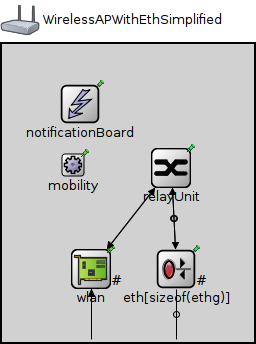 WirelessAPWithEthSimplified
notificationBoard
mobility
relayUnit
#
wlan
#
eth[sizeof(ethg)]